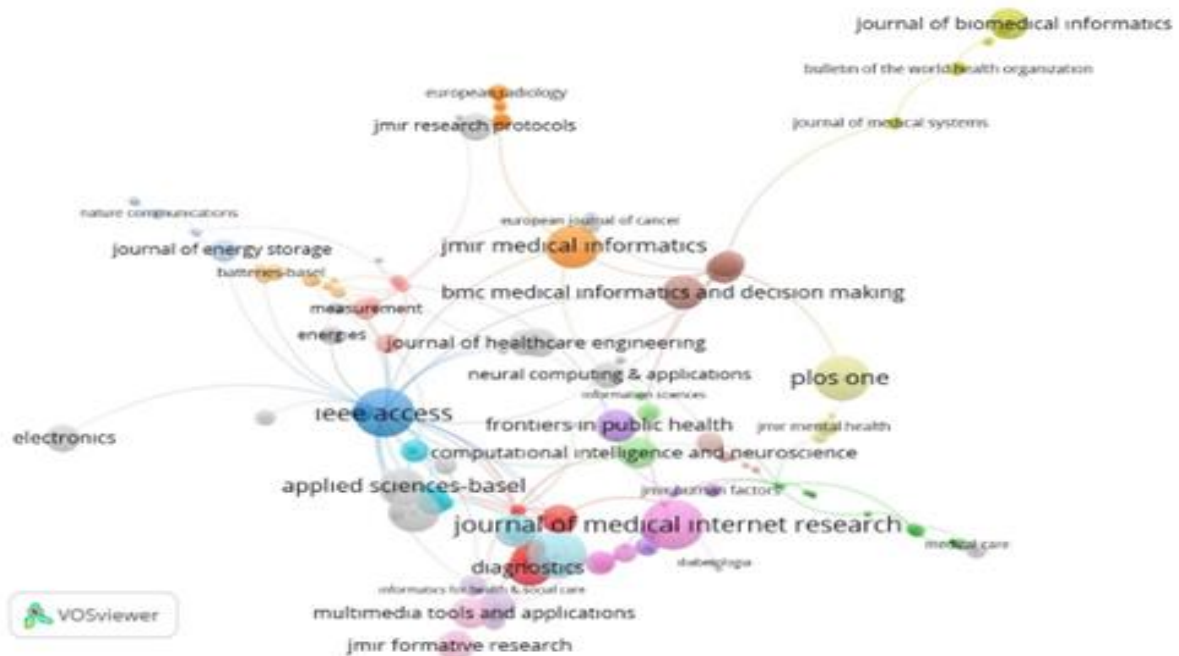 journal of biomedical informatics
bulletin of the world health organization
european radiology
journal of medical systems
jmir research protocols
nature communications
european journal of cancer
jmir medical informatics
journal of energy storage
batteries-basel
bmc medical informatics and decision making
measurement
energies
journal of healthcare engineering
neural computing & applications
plos one
information sciences
ieee access
frontiers in public health
jmir mental health
electronics
computational intelligence and neuroscience
applied sciences-basel
jmir human factors
journal of medical internet research
medical care
diabetologia
diagnostics
informatics for health & social care
multimedia tools and applications
VOSviewer
jmir formative research